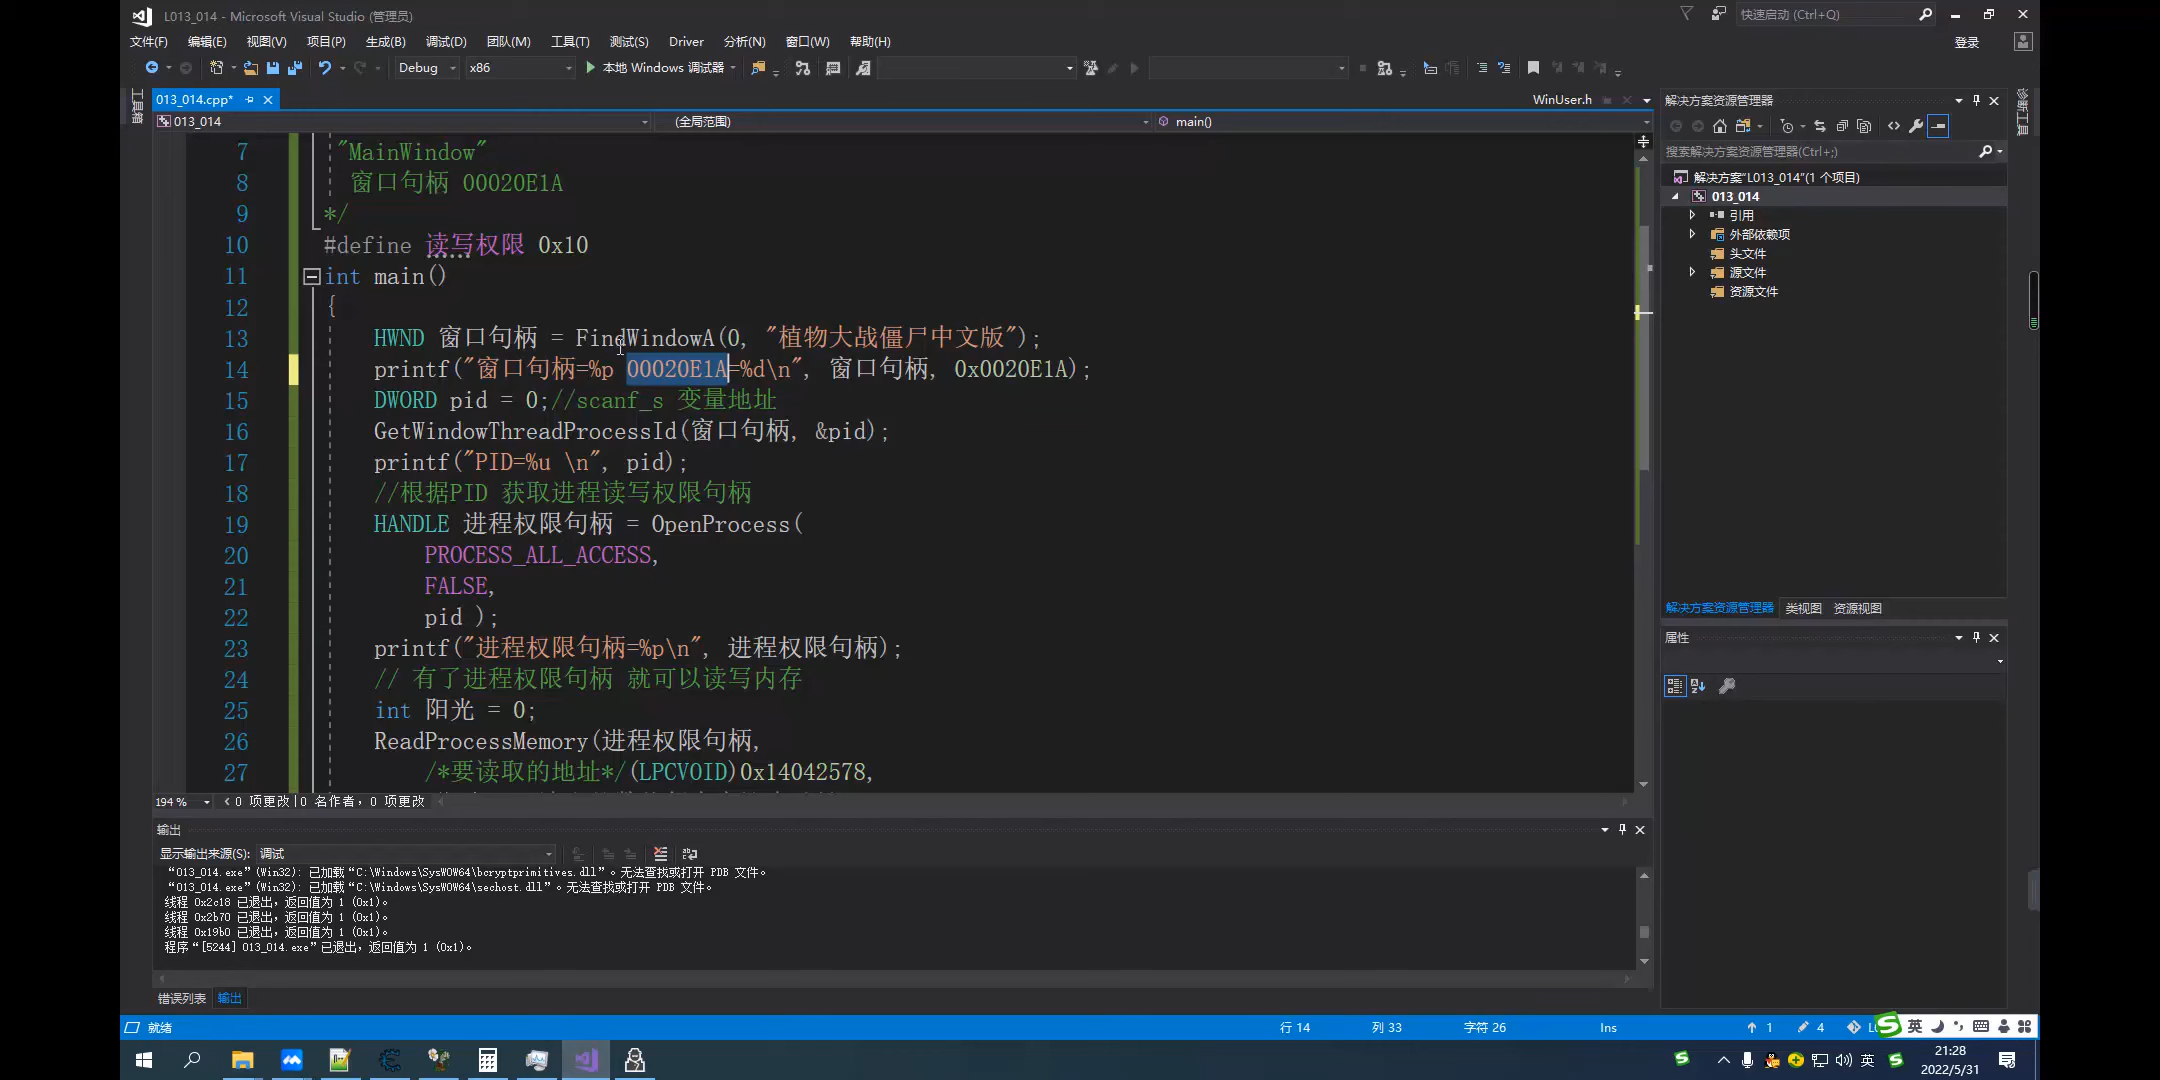 L013_014 - Microsoft Visual Studio (管理员)
快速启动 (Ctrl+Q)
文件(F) 编辑(E) 视图(V) 项目(P) 生成(B) 调试(D) 团队(M) 工具(T) 测试(S) Driver 分析(N) 窗口(W) 帮助(H)
登录
Debug x86 本地 Windows 调试器
工具箱
013_014.cpp*
WinUser.h
013_014 (全局范围) main()
7 "MainWindow"
8 窗口句柄 00020E1A
9 */
10 #define 读写权限 0x10
11 int main()
12 {
13 HWND 窗口句柄 = FindWindowA(0, "植物大战僵尸中文版");
14 printf("窗口句柄=%p 00020E1A=%d\n", 窗口句柄, 0x0020E1A);
15 DWORD pid = 0;//scanf_s 变量地址
16 GetWindowThreadProcessId(窗口句柄, &pid);
17 printf("PID=%u \n", pid);
18 //根据PID 获取进程读写权限句柄
19 HANDLE 进程权限句柄 = OpenProcess(
20 PROCESS_ALL_ACCESS,
21 FALSE,
22 pid );
23 printf("进程权限句柄=%p\n", 进程权限句柄);
24 // 有了进程权限句柄 就可以读写内存
25 int 阳光 = 0;
26 ReadProcessMemory(进程权限句柄,
27 /*要读取的地址*/(LPCVOID)0x14042578,
194 % 0 项更改 | 0 名作者, 0 项更改
输出
显示输出来源(S): 调试
“013_014.exe”(Win32): 已加载“C:\Windows\SysWOW64\bcryptprimitives.dll”。无法查找或打开 PDB 文件。
“013_014.exe”(Win32): 已加载“C:\Windows\SysWOW64\sechost.dll”。无法查找或打开 PDB 文件。
线程 0x2c18 已退出，返回值为 1 (0x1)。
线程 0x2b70 已退出，返回值为 1 (0x1)。
线程 0x19b0 已退出，返回值为 1 (0x1)。
程序“[5244] 013_014.exe”已退出，返回值为 1 (0x1)。
错误列表 输出
解决方案资源管理器
搜索解决方案资源管理器(Ctrl+;)
解决方案"L013_014"(1 个项目)
013_014
引用
外部依赖项
头文件
源文件
资源文件
解决方案资源管理器 类视图 资源视图
属性
诊断工具
就绪 行 14 列 33 字符 26 Ins 1 4
英
英
21:28
2022/5/31